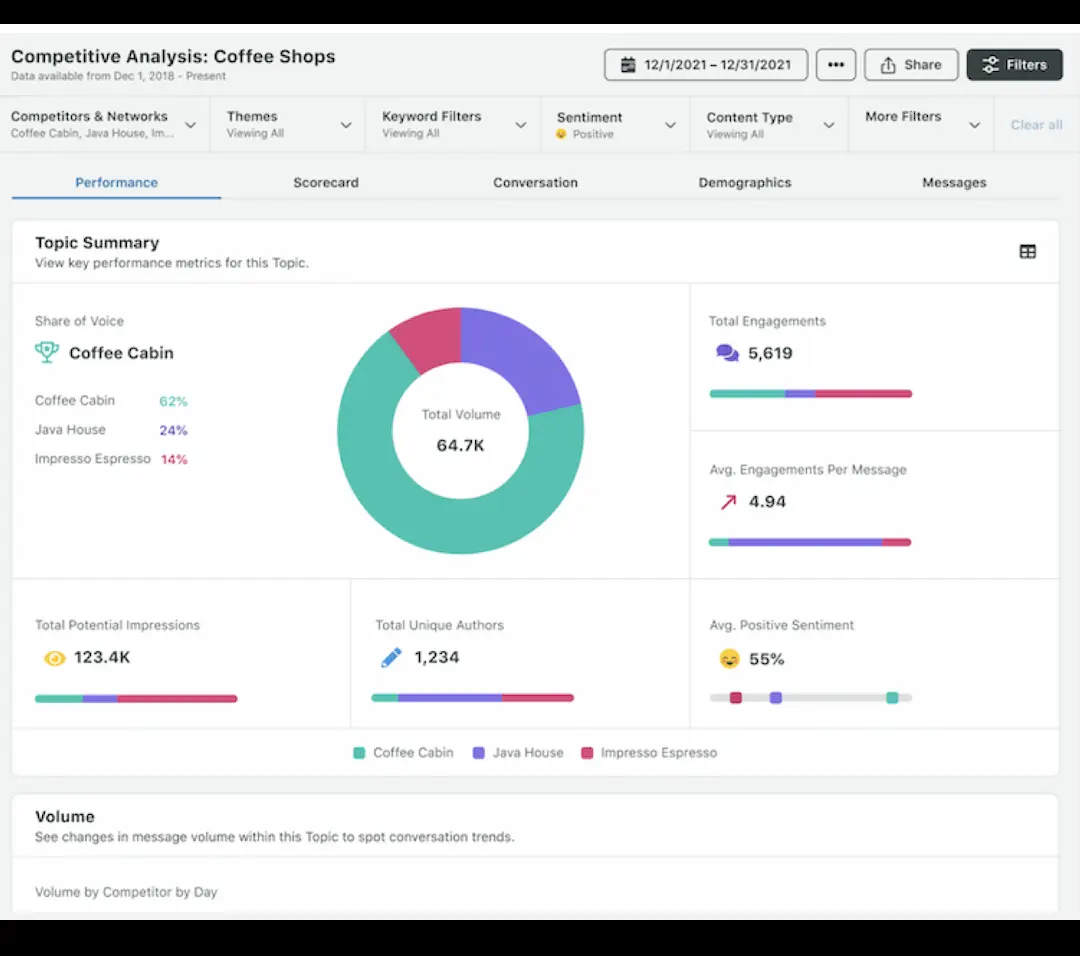 Competitive Analysis: Coffee Shops
Data available from Dec 1, 2018 - Present
12/1/2021 – 12/31/2021
Share
Filters
Competitors & Networks
Coffee Cabin, Java House, Im...
Themes
Viewing All
Keyword Filters
Viewing All
Sentiment
Positive
Content Type
Viewing All
More Filters
Clear all
Performance
Scorecard
Conversation
Demographics
Messages
Topic Summary
View key performance metrics for this Topic.
Share of Voice
Coffee Cabin
Coffee Cabin 62%
Java House 24%
Impresso Espresso 14%
Total Volume
64.7K
Total Engagements
5,619
Avg. Engagements Per Message
4.94
Total Potential Impressions
123.4K
Total Unique Authors
1,234
Avg. Positive Sentiment
55%
Coffee Cabin
Java House
Impresso Espresso
Volume
See changes in message volume within this Topic to spot conversation trends.
Volume by Competitor by Day